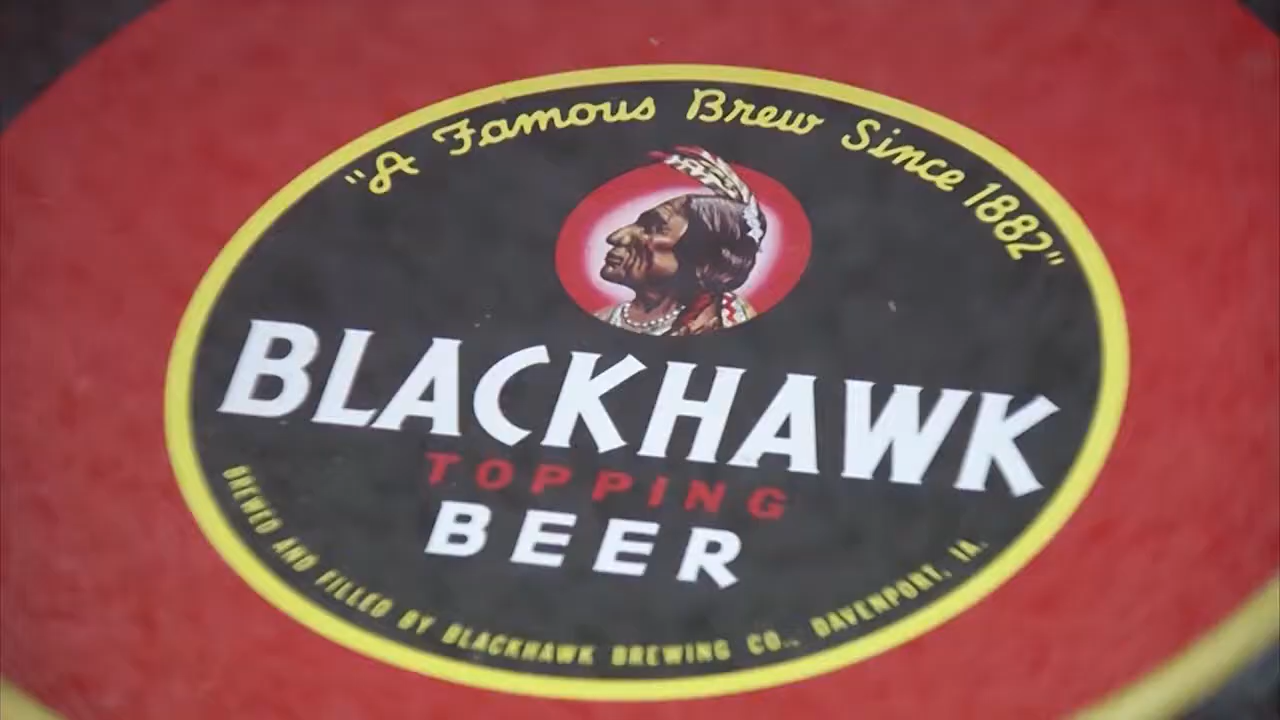 "A Famous Brew Since 1882"
BLACKHAWK
TOPPING
BEER
BREWED AND FILLED BY BLACKHAWK BREWING CO., DAVENPORT, IA.